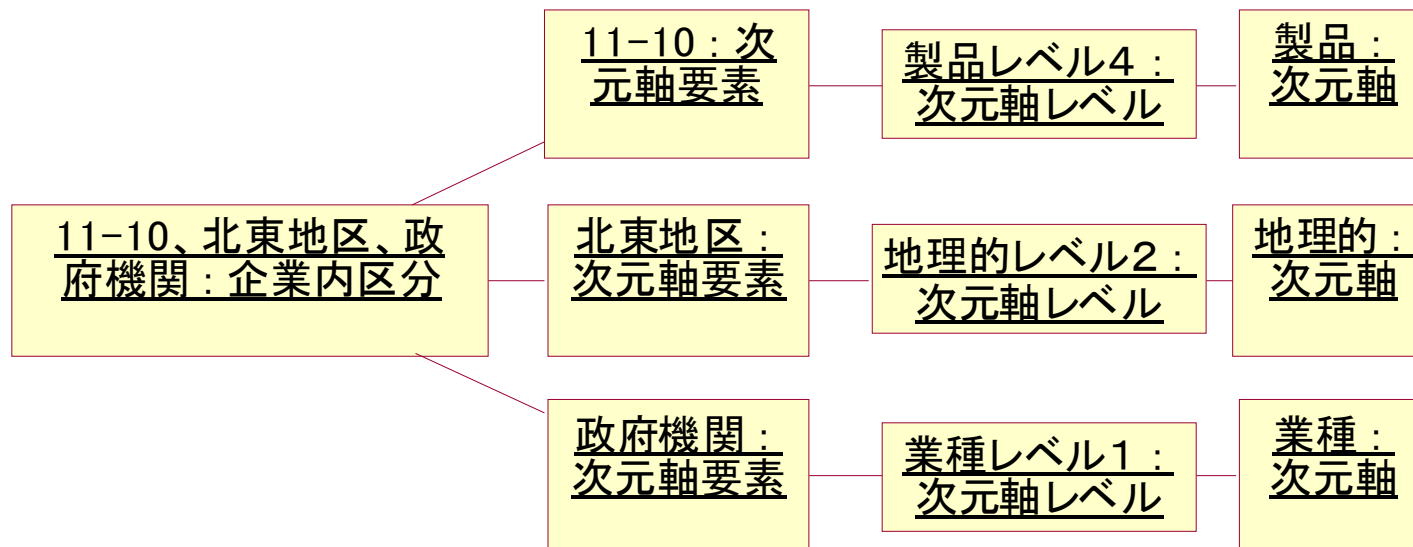 11-10：次
元軸要素
製品レベル４：
次元軸レベル
製品：
次元軸
11-10、北東地区、政
府機関：企業内区分
北東地区：
次元軸要素
地理的レベル２：
次元軸レベル
地理的：
次元軸
政府機関：
次元軸要素
業種レベル１：
次元軸レベル
業種：
次元軸